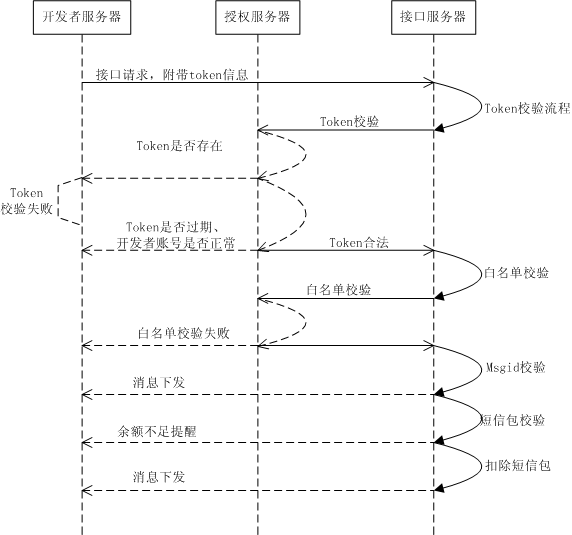 开发者服务器
授权服务器
接口服务器
接口请求，附带token信息
Token校验流程
Token校验
Token是否存在
Token
校验失败
Token是否过期、
开发者账号是否正常
Token合法
白名单校验
白名单校验
白名单校验失败
Msgid校验
消息下发
短信包校验
余额不足提醒
扣除短信包
消息下发